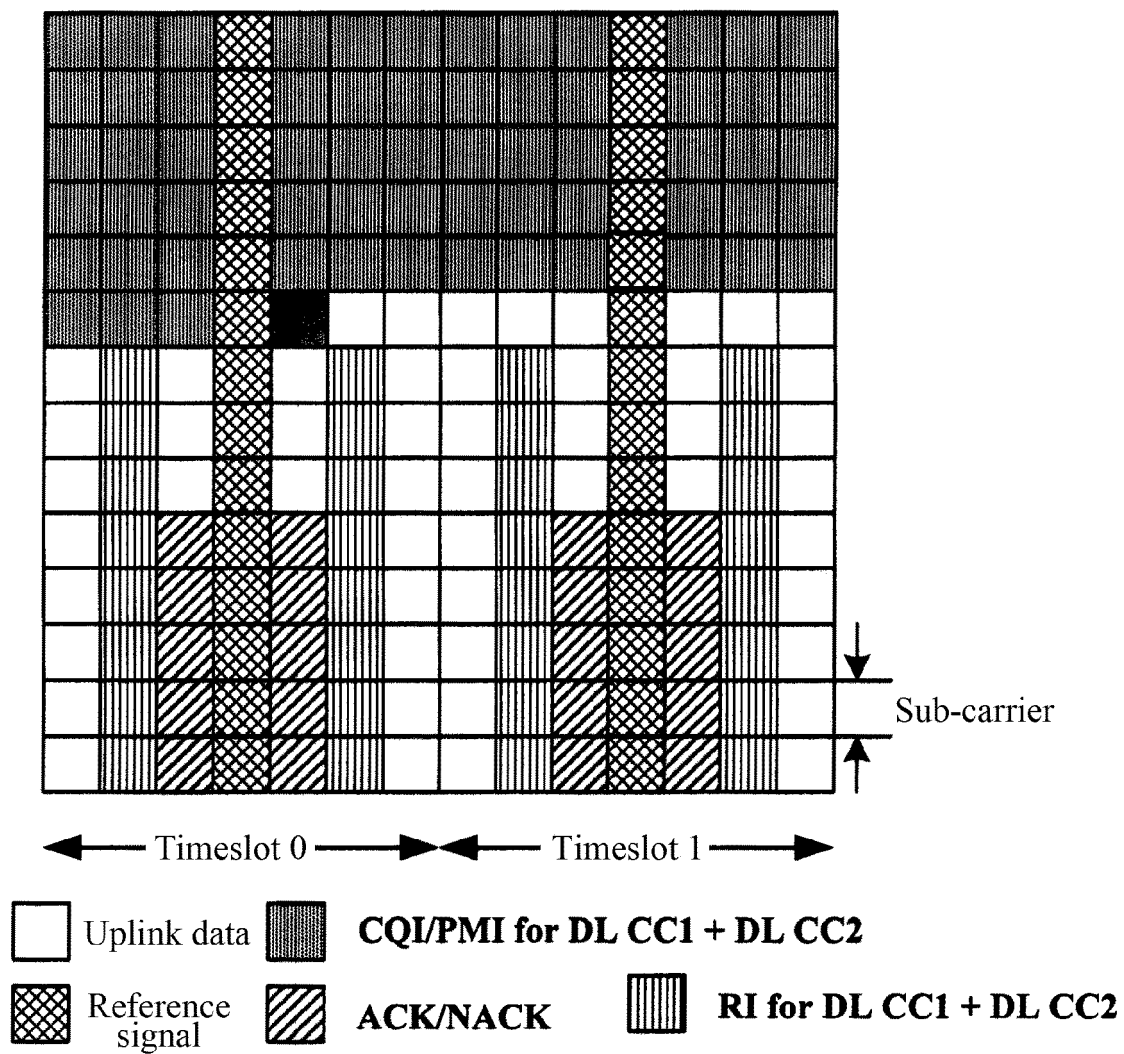 Sub-carrier
Timeslot 0
Timeslot 1
Uplink data
CQI/PMI for DL CC1 + DL CC2
Reference
signal
ACK/NACK
RI for DL CC1 + DL CC2